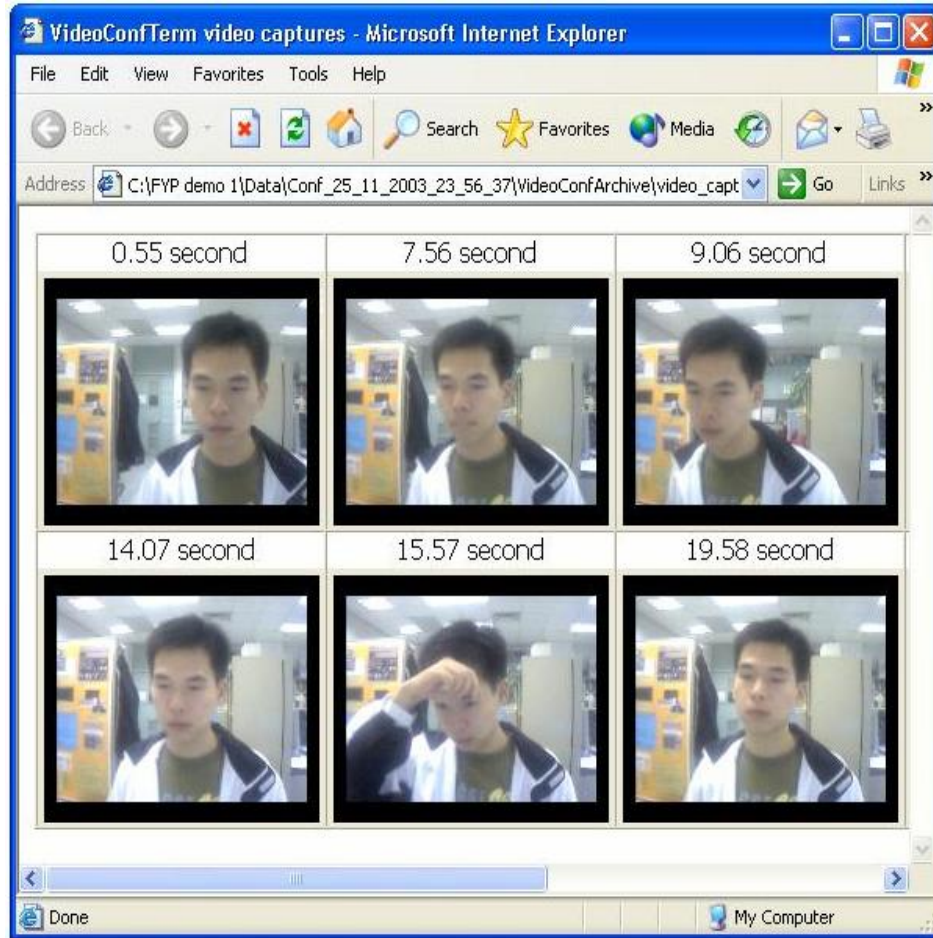 VideoConfTerm video captures - Microsoft Internet Explorer
File Edit View Favorites Tools Help
Back Search Favorites Media
Address C:\FYP demo 1\Data\Conf_25_11_2003_23_56_37\VideoConfArchive\video_capt Go Links
0.55 second 7.56 second 9.06 second
14.07 second 15.57 second 19.58 second
Done My Computer